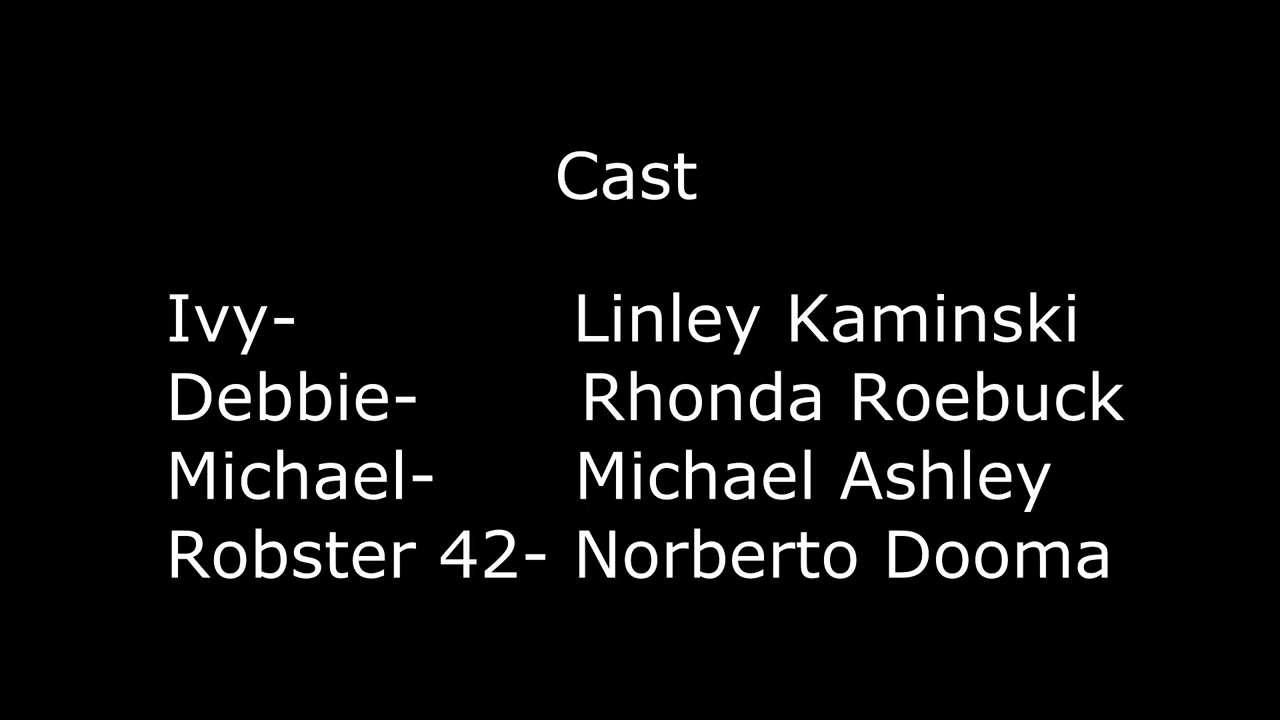 Cast
Ivy- Linley Kaminski
Debbie- Rhonda Roebuck
Michael- Michael Ashley
Robster 42- Norberto Dooma